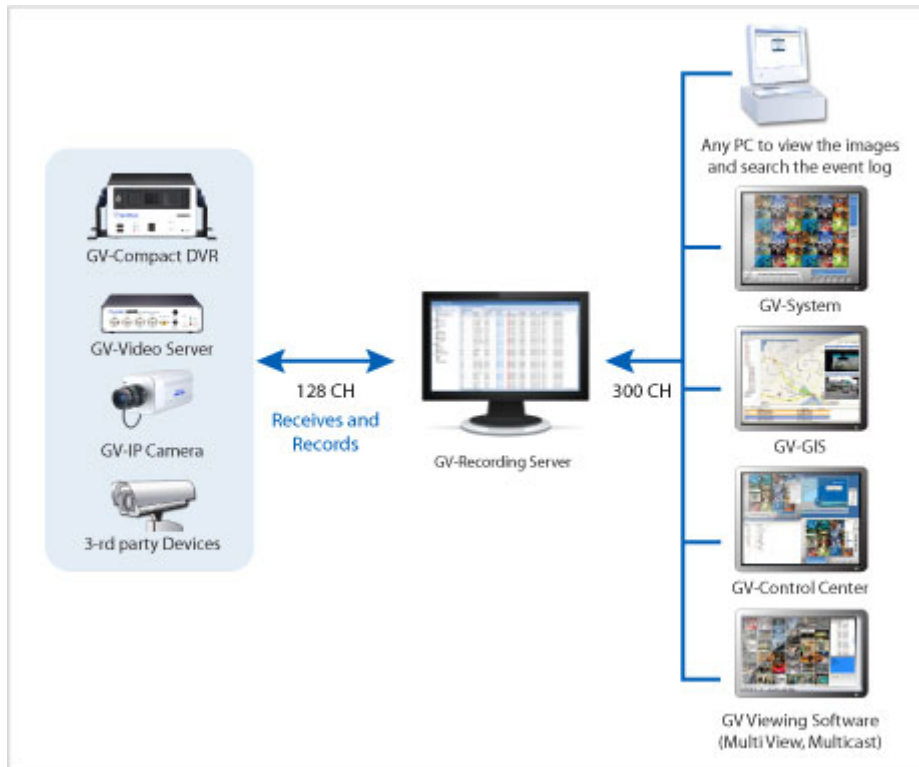 GV-Compact DVR
GV-Video Server
GV-IP Camera
3-rd party Devices
128 CH
Receives and
Records
GV-Recording Server
300 CH
Any PC to view the images
and search the event log
GV-System
GV-GIS
GV-Control Center
GV Viewing Software
(Multi View, Multicast)